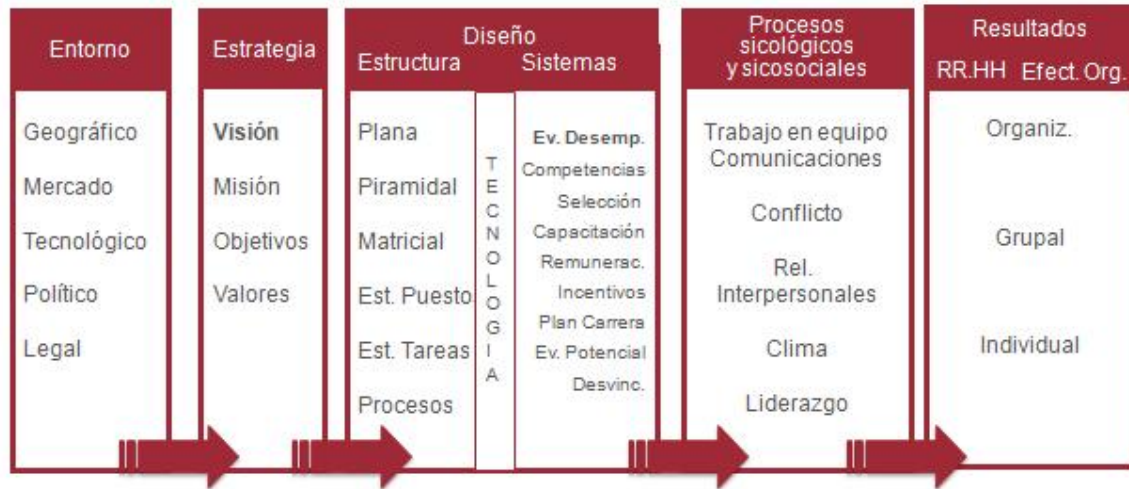 Entorno
Geográfico
Mercado
Tecnológico
Político
Legal
Estrategia
Visión
Misión
Objetivos
Valores
Diseño
Estructura
Sistemas
Plana
Piramidal
Matricial
Est. Puesto
Est. Tareas
Procesos
TECNOLOGIA
Ev. Desemp.
Competencias
Selección
Capacitación
Remunerac.
Incentivos
Plan Carrera
Ev. Potencial
Desvinc.
Procesos
sicológicos
y sicosociales
Trabajo en equipo
Comunicaciones
Conflicto
Rel.
Interpersonales
Clima
Liderazgo
Resultados
RR.HH Efect. Org.
Organiz.
Grupal
Individual